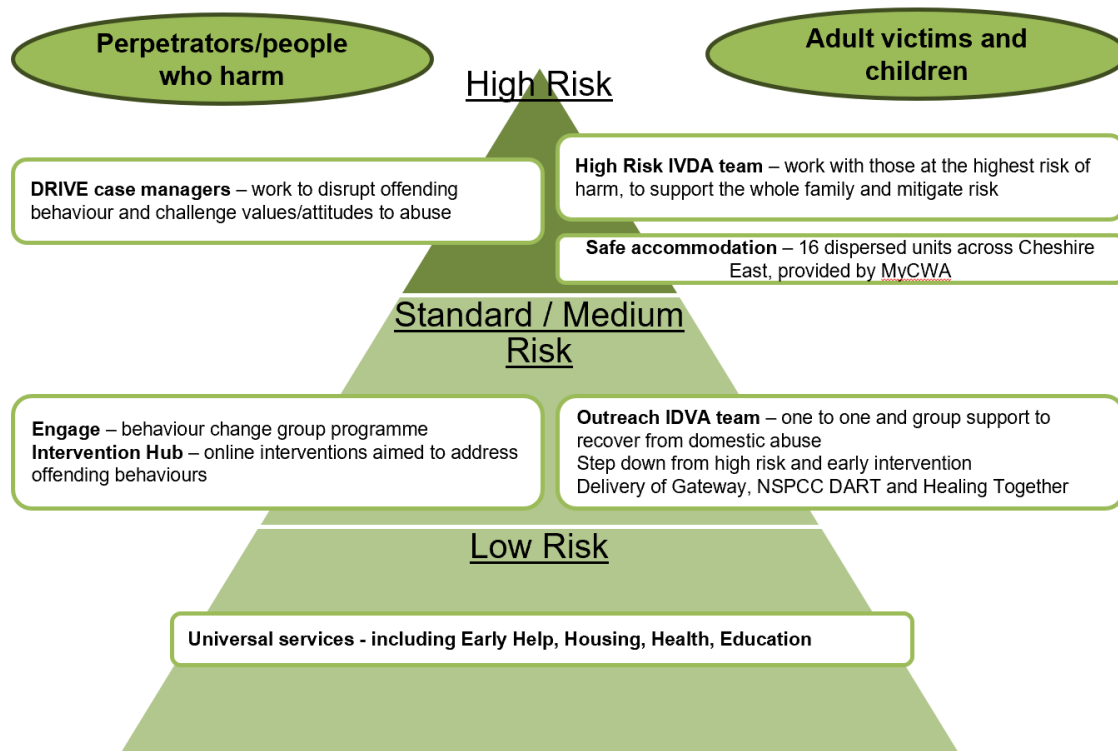 Perpetrators/people
who harm
Adult victims and
children
High Risk
DRIVE case managers – work to disrupt offending
behaviour and challenge values/attitudes to abuse
High Risk IVDA team – work with those at the highest risk of
harm, to support the whole family and mitigate risk
Safe accommodation – 16 dispersed units across Cheshire
East, provided by MyCWA
Standard / Medium
Risk
Engage – behaviour change group programme
Intervention Hub – online interventions aimed to address
offending behaviours
Outreach IDVA team – one to one and group support to
recover from domestic abuse
Step down from high risk and early intervention
Delivery of Gateway, NSPCC DART and Healing Together
Low Risk
Universal services - including Early Help, Housing, Health, Education